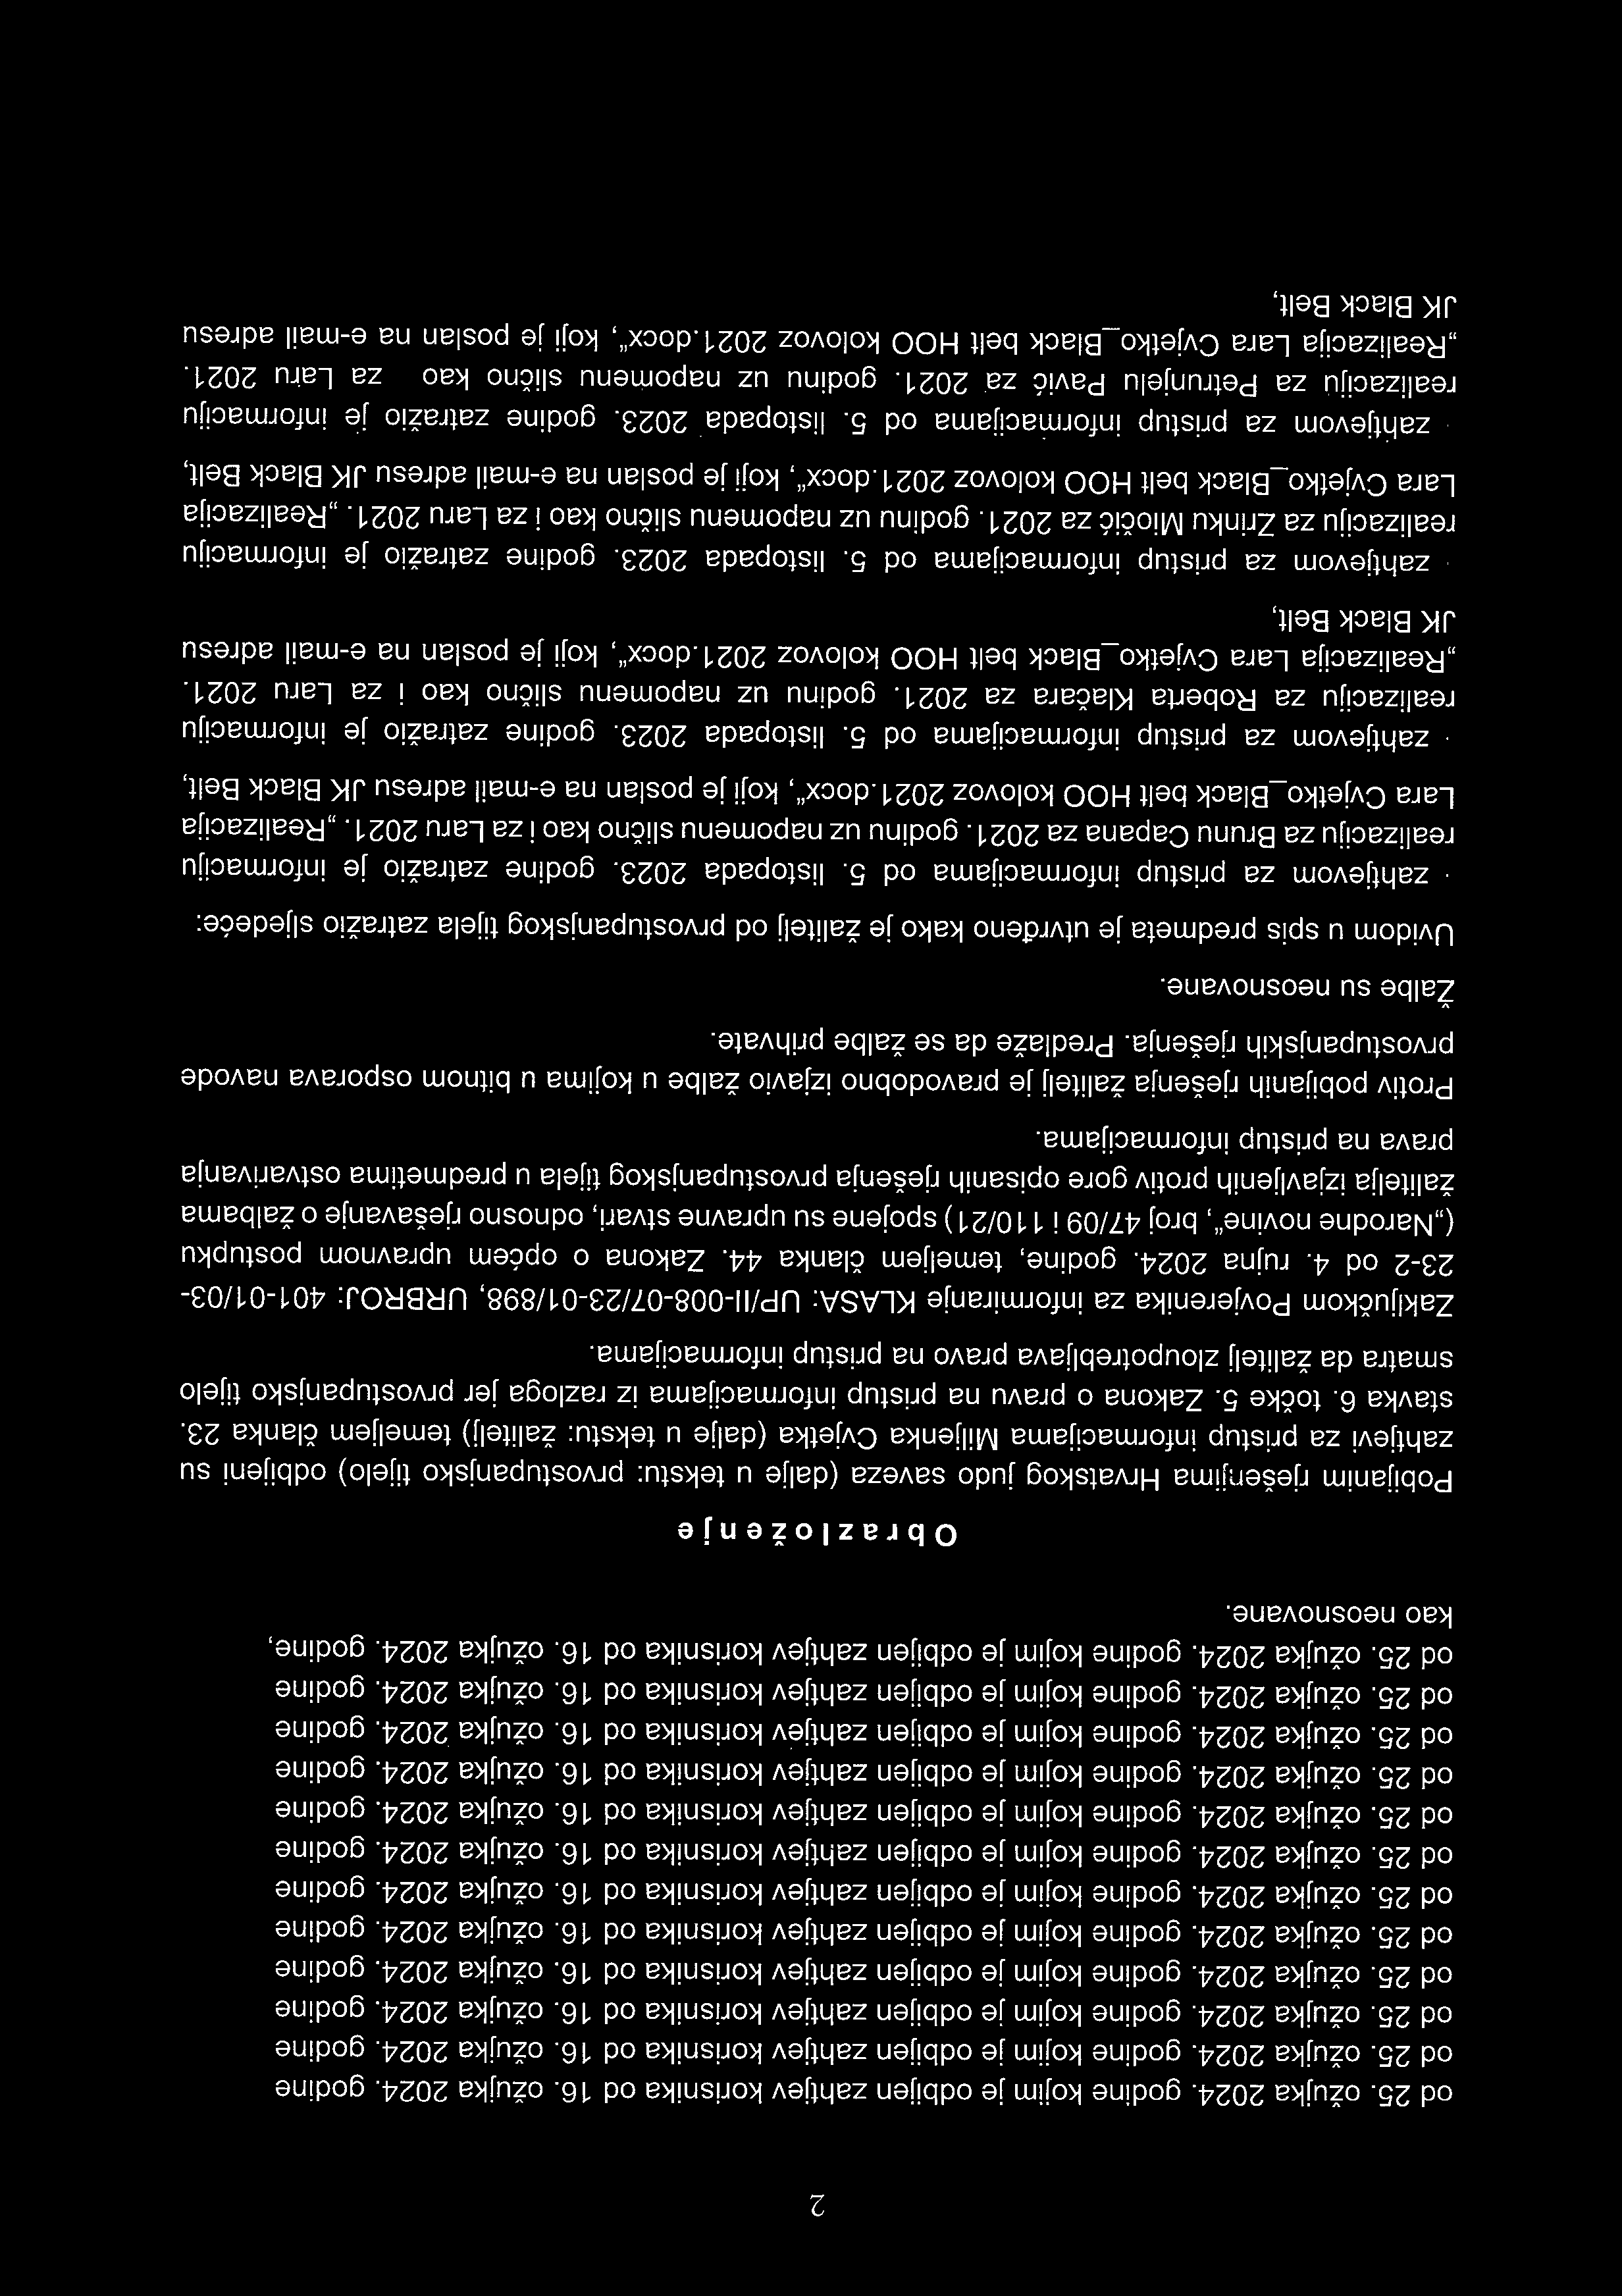 2
od 25. ožujka 2024. godine kojim je odbijen zahtjev korisnika od 16. ožujka 2024. godine
od 25. ožujka 2024. godine kojim je odbijen zahtjev korisnika od 16. ožujka 2024. godine
od 25. ožujka 2024. godine kojim je odbijen zahtjev korisnika od 16. ožujka 2024. godine
od 25. ožujka 2024. godine kojim je odbijen zahtjev korisnika od 16. ožujka 2024. godine
od 25. ožujka 2024. godine kojim je odbijen zahtjev korisnika od 16. ožujka 2024. godine
od 25. ožujka 2024. godine kojim je odbijen zahtjev korisnika od 16. ožujka 2024. godine
od 25. ožujka 2024. godine kojim je odbijen zahtjev korisnika od 16. ožujka 2024. godine
od 25. ožujka 2024. godine kojim je odbijen zahtjev korisnika od 16. ožujka 2024. godine
od 25. ožujka 2024. godine kojim je odbijen zahtjev korisnika od 16. ožujka 2024. godine
od 25. ožujka 2024. godine kojim je odbijen zahtjev korisnika od 16. ožujka 2024. godine
od 25. ožujka 2024. godine kojim je odbijen zahtjev korisnika od 16. ožujka 2024. godine
od 25. ožujka 2024. godine kojim je odbijen zahtjev korisnika od 16. ožujka 2024. godine,
kao neosnovane.
O b r a z l o ž e n j e
Pobijanim rješenjima Hrvatskog judo saveza (dalje u tekstu: prvostupanjsko tijelo) odbijeni su
zahtjevi za pristup informacijama Miljenka Cvjetka (dalje u tekstu: žalitelj) temeljem članka 23.
stavka 6. točke 5. Zakona o pravu na pristup informacijama iz razloga jer prvostupanjsko tijelo
smatra da žalitelj zloupotrebljava pravo na pristup informacijama.
Zaključkom Povjerenika za informiranje KLASA: UP/II-008-07/23-01/898, URBROJ: 401-01/03-
23-2 od 4. rujna 2024. godine, temeljem članka 44. Zakona o općem upravnom postupku
(„Narodne novine“, broj 47/09 i 110/21) spojene su upravne stvari, odnosno rješavanje o žalbama
žalitelja izjavljenih protiv gore opisanih rješenja prvostupanjskog tijela u predmetima ostvarivanja
prava na pristup informacijama.
Protiv pobijanih rješenja žalitelj je pravodobno izjavio žalbe u kojima u bitnom osporava navode
prvostupanjskih rješenja. Predlaže da se žalbe prihvate.
Žalbe su neosnovane.
Uvidom u spis predmeta je utvrđeno kako je žalitelj od prvostupanjskog tijela zatražio sljedeće:
· zahtjevom za pristup informacijama od 5. listopada 2023. godine zatražio je informaciju
realizaciju za Brunu Capana za 2021. godinu uz napomenu slično kao i za Laru 2021. „Realizacija
Lara Cvjetko_Black belt HOO kolovoz 2021.docx“, koji je poslan na e-mail adresu JK Black Belt,
· zahtjevom za pristup informacijama od 5. listopada 2023. godine zatražio je informaciju
realizaciju za Roberta Klačara za 2021. godinu uz napomenu slično kao i za Laru 2021.
„Realizacija Lara Cvjetko_Black belt HOO kolovoz 2021.docx“, koji je poslan na e-mail adresu
JK Black Belt,
· zahtjevom za pristup informacijama od 5. listopada 2023. godine zatražio je informaciju
realizaciju za Zrinku Miočić za 2021. godinu uz napomenu slično kao i za Laru 2021. „Realizacija
Lara Cvjetko_Black belt HOO kolovoz 2021.docx“, koji je poslan na e-mail adresu JK Black Belt,
· zahtjevom za pristup informacijama od 5. listopada 2023. godine zatražio je informaciju
realizaciju za Petrunjelu Pavić za 2021. godinu uz napomenu slično kao za Laru 2021.
„Realizacija Lara Cvjetko_Black belt HOO kolovoz 2021.docx“, koji je poslan na e-mail adresu
JK Black Belt,